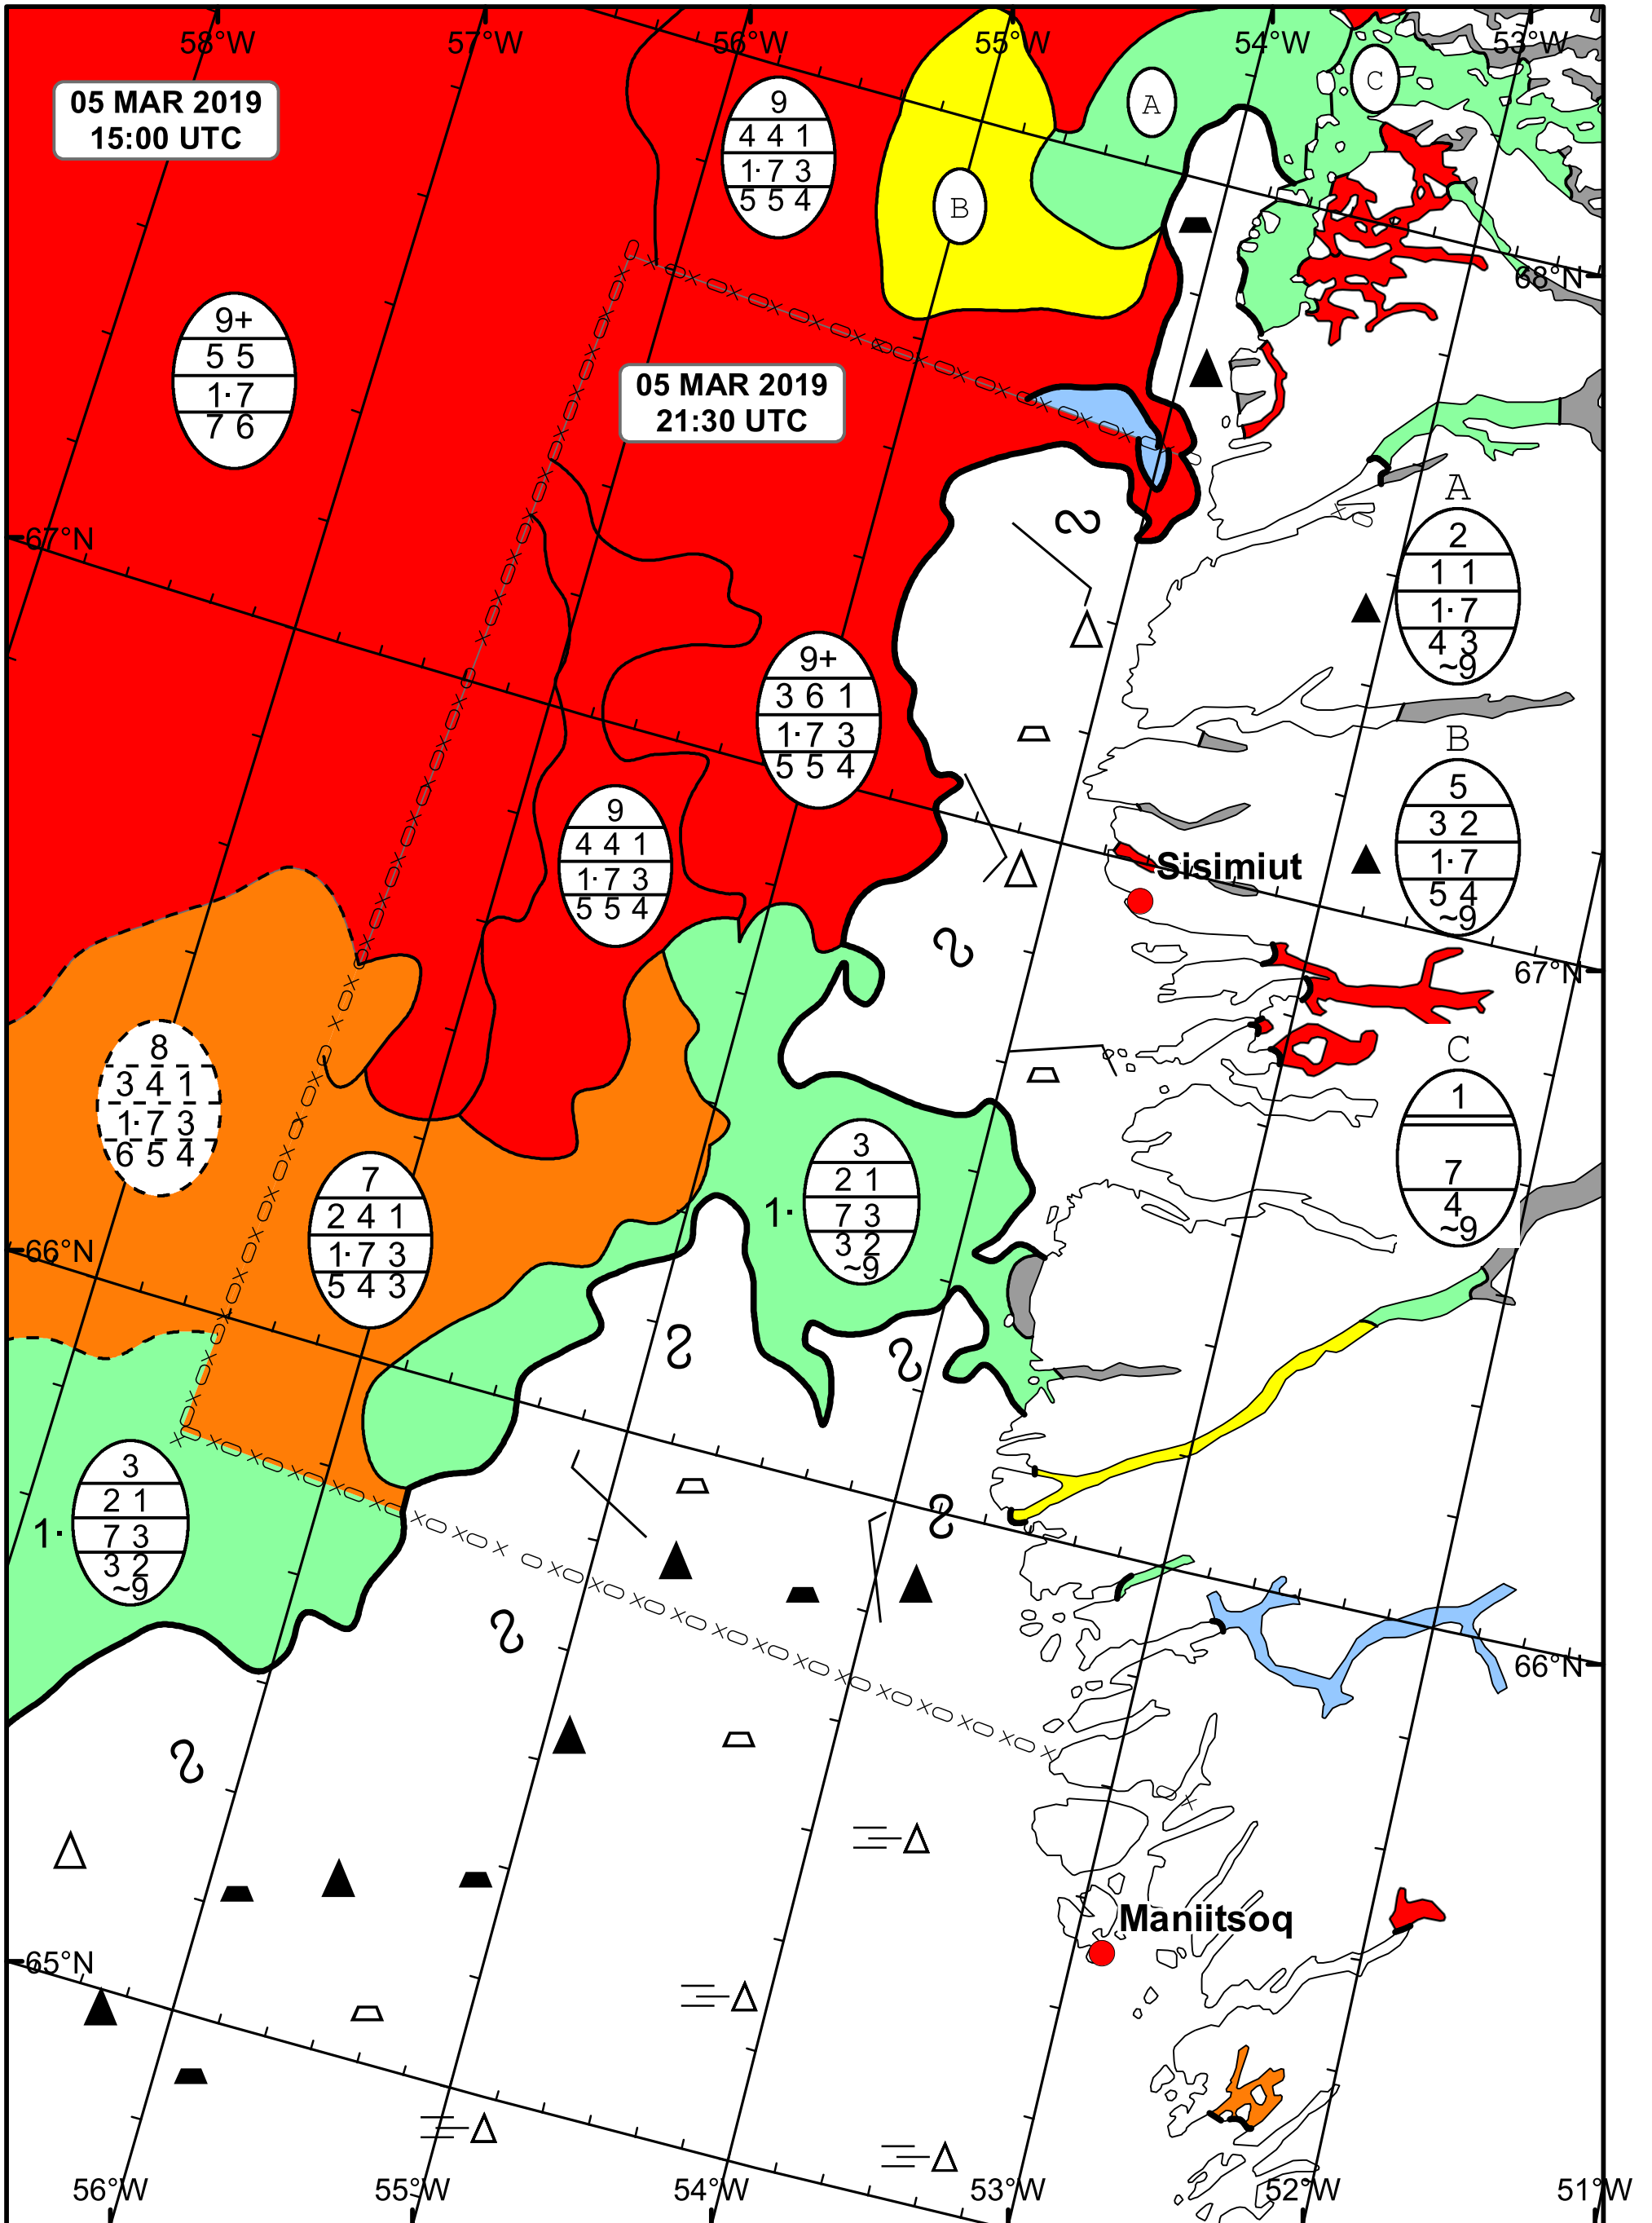 58°W
57°W
56°W
55°W
54°W
53°W
05 MAR 2019
15:00 UTC
9
4 4 1
1· 7 3
5 5 4
A
C
B
68°N
9+
5 5
1· 7
7 6
05 MAR 2019
21:30 UTC
67°N
A
2
1 1
1· 7
4 3
~9
9+
3 6 1
1· 7 3
5 5 4
B
5
3 2
1· 7
5 4
~9
9
4 4 1
1· 7 3
5 5 4
Sisimiut
67°N
8
3 4 1
1· 7 3
6 5 4
C
1
7
4
~9
7
2 4 1
1· 7 3
5 4 3
1·
3
2 1
7 3
3 2
~9
66°N
1·
3
2 1
7 3
3 2
~9
66°N
Maniitsoq
65°N
56°W
55°W
54°W
53°W
52°W
51°W